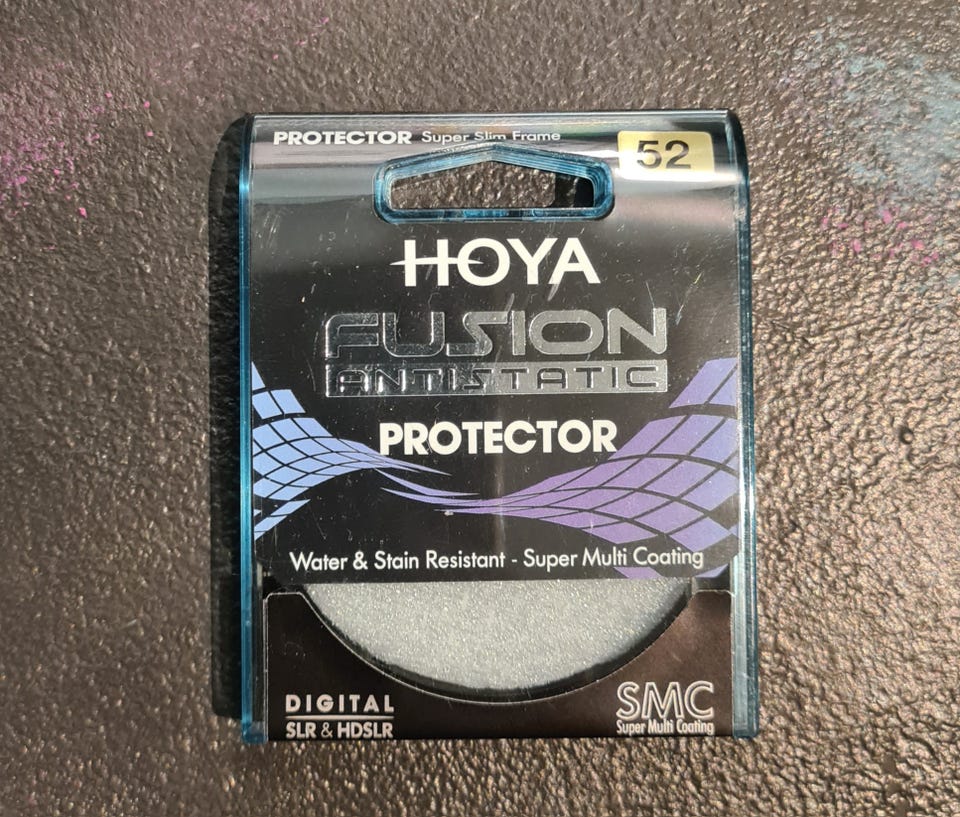 PROTECTOR Super Slim Frame
52
HOYA
FUSION
ANTISTATIC
PROTECTOR
Water & Stain Resistant - Super Multi Coating
DIGITAL
SLR & HDSLR
SMC
Super Multi Coating